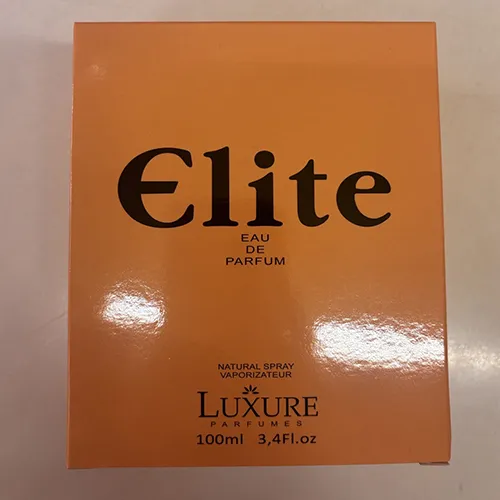 Elite
EAU
DE
PARFUM
NATURAL SPRAY
VAPORIZATEUR
LUXURE
PARFUMES
100ml 3,4Fl.oz